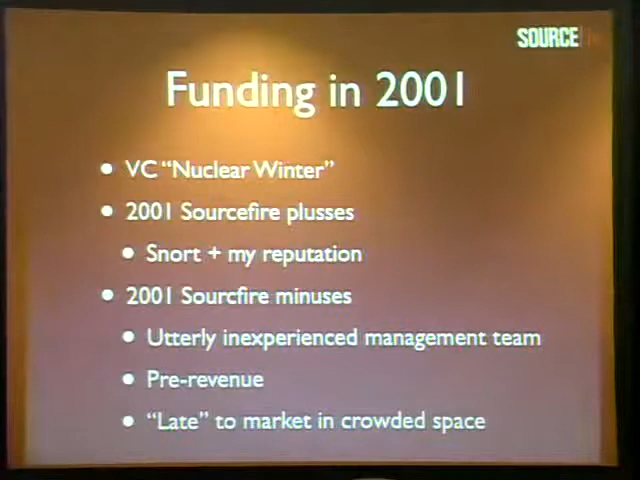 SOURCE
Funding in 2001
• VC “Nuclear Winter”
• 2001 Sourcefire plusses
• Snort + my reputation
• 2001 Sourcfire minuses
• Utterly inexperienced management team
• Pre-revenue
• “Late” to market in crowded space